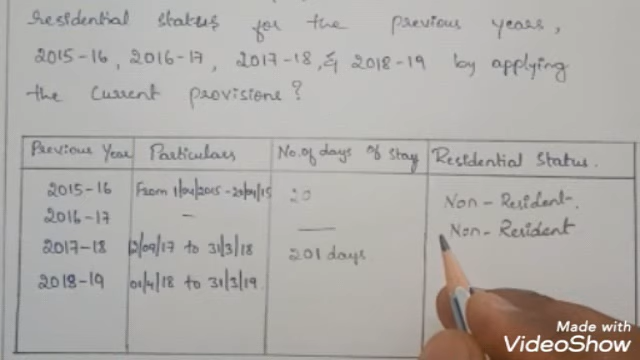 residential status for the previous years,
2015-16, 2016-17, 2017-18, & 2018-19 by applying
the current provisions?
Previous Year Particulars No. of days of stay Residential Status.
2015-16 From 1/04/2015-20/04/15 20 Non-Resident.
2016-17 - — Non-Resident
2017-18 12/09/17 to 31/3/18 201 days
2018-19 01/4/18 to 31/3/19.
Made with
VideoShow